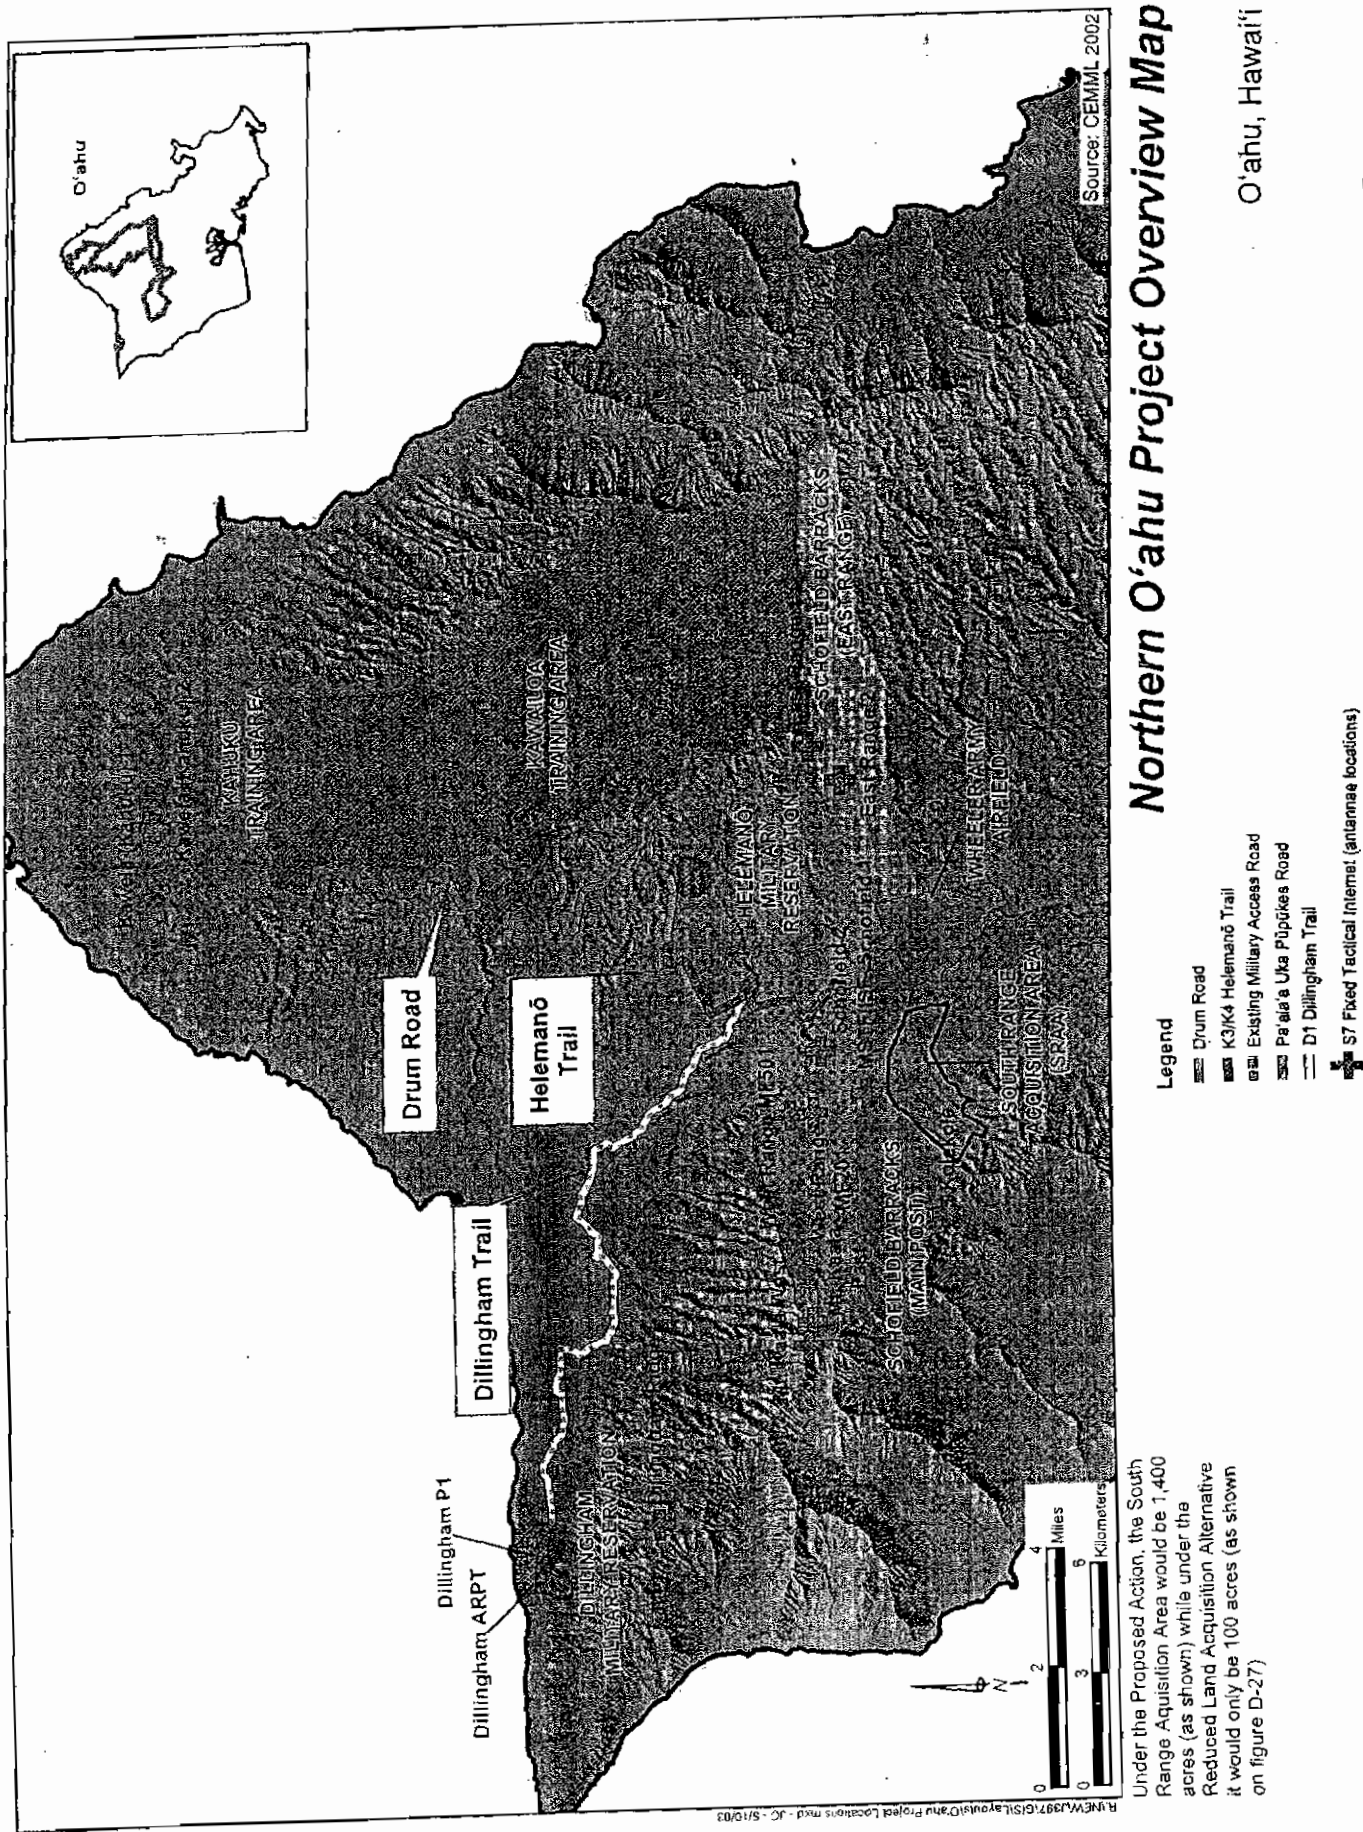 O'ahu
KAHUKU
TRAINING AREA
KAWAILOA
TRAINING AREA
Drum Road
Helemanō
Trail
Dillingham Trail
Dillingham P1
Dillingham ARPT
DILLINGHAM
MILITARY RESERVATION
HELEMANO
MILITARY
RESERVATION
SCHOFIELD BARRACKS
(EAST RANGE)
WHEELER ARMY
AIRFIELD
SCHOFIELD BARRACKS
(MAIN POST)
SOUTH RANGE
ACQUISITION AREA
(SRAA)
N
0 2 4
Miles
0 3 6
Kilometers
Source: CEMML 2002
Northern O'ahu Project Overview Map
O'ahu, Hawai'i
Under the Proposed Action, the South
Range Aquisition Area would be 1,400
acres (as shown) while under the
Reduced Land Acquisition Alternative
it would only be 100 acres (as shown
on figure D-27)
Legend
Drum Road
K3/K4 Helemanō Trail
Existing Military Access Road
Pa'ala'a Uka Pūpūkea Road
D1 Dillingham Trail
S7 Fixed Tactical Internet (antannae locations)